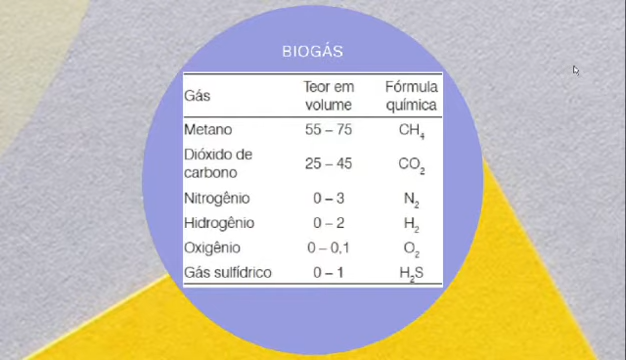 BIOGÁS
Gás Teor em volume Fórmula química
Metano 55 – 75 CH₄
Dióxido de carbono 25 – 45 CO₂
Nitrogênio 0 – 3 N₂
Hidrogênio 0 – 2 H₂
Oxigênio 0 – 0,1 O₂
Gás sulfídrico 0 – 1 H₂S